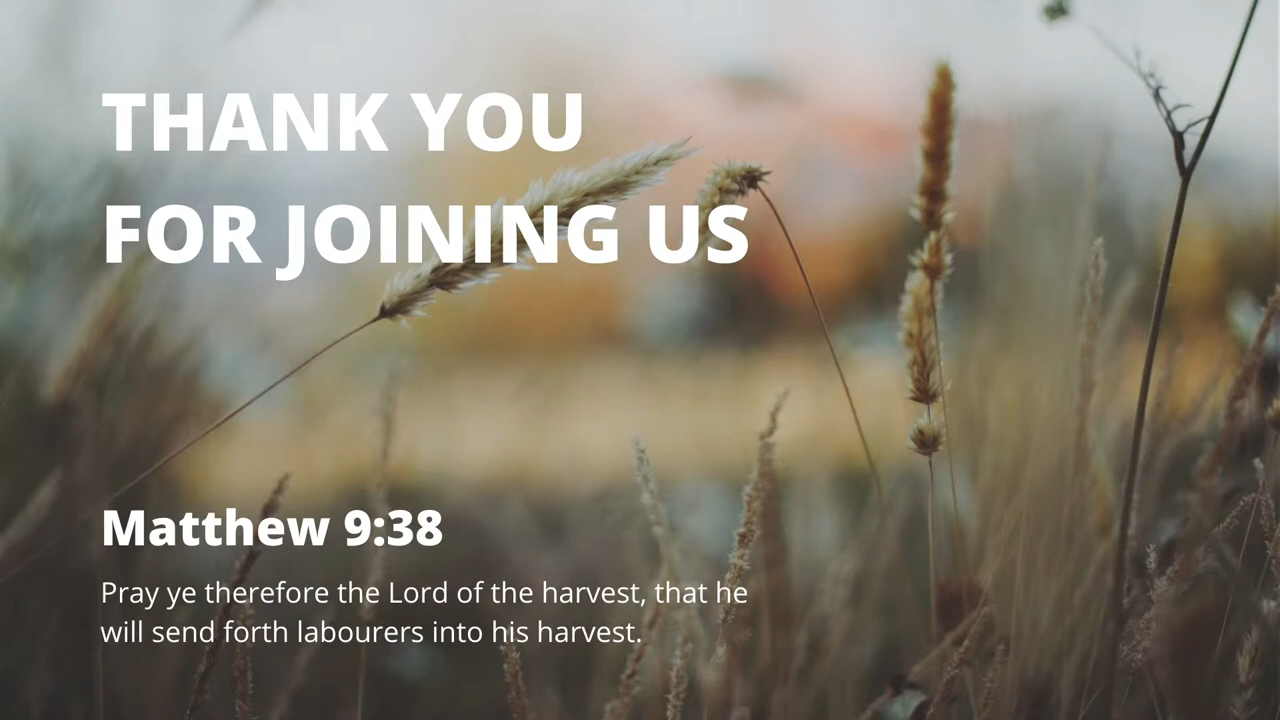 THANK YOU
FOR JOINING US
Matthew 9:38
Pray ye therefore the Lord of the harvest, that he
will send forth labourers into his harvest.